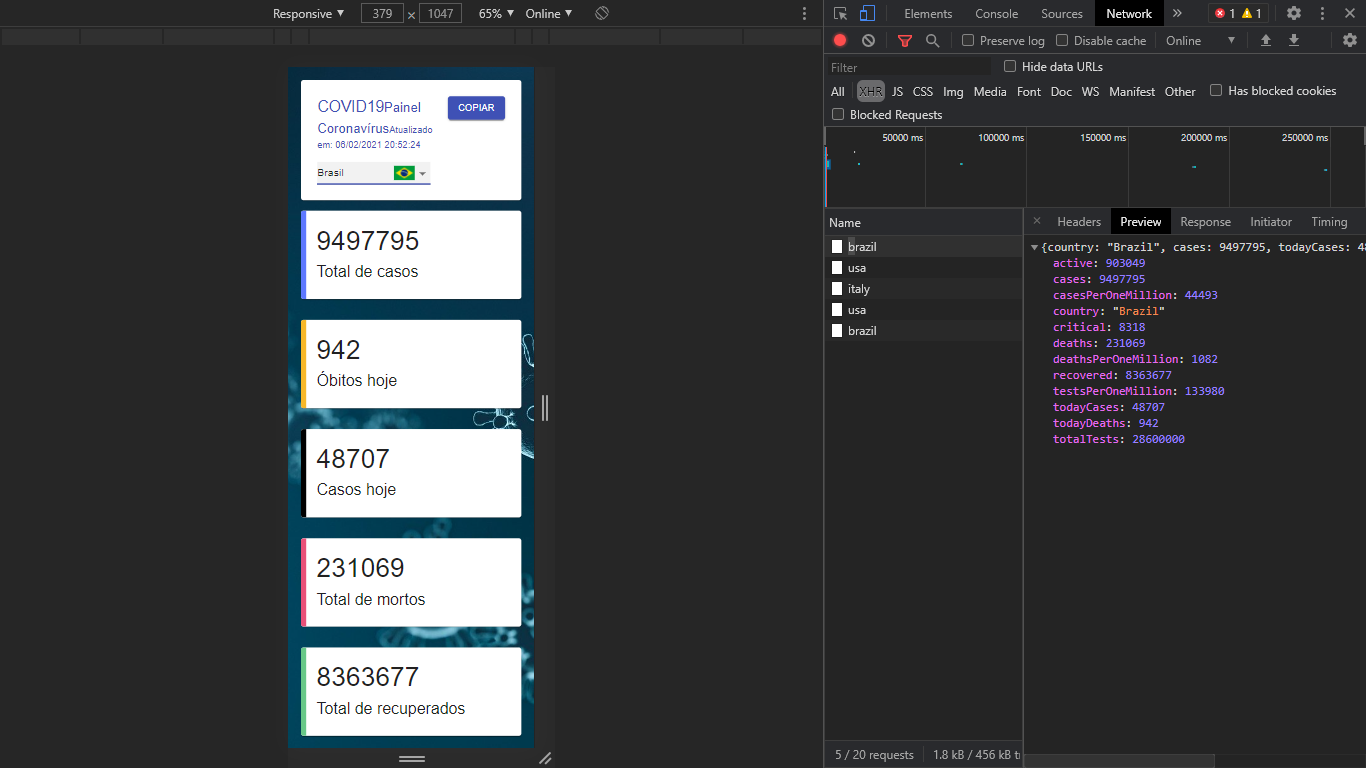 Responsive ▼ 379 × 1047 65% ▼ Online ▼
COVID19Painel
Coronavírus Atualizado
em: 06/02/2021 20:52:24
COPIAR
Brasil
9497795
Total de casos
942
Óbitos hoje
48707
Casos hoje
231069
Total de mortos
8363677
Total de recuperados
Elements Console Sources Network » 1 1
Preserve log Disable cache Online ▼
Filter Hide data URLs
All XHR JS CSS Img Media Font Doc WS Manifest Other Has blocked cookies
Blocked Requests
50000 ms 100000 ms 150000 ms 200000 ms 250000 ms
Name
brazil
usa
italy
usa
brazil
5 / 20 requests 1.8 kB / 456 kB tr
× Headers Preview Response Initiator Timing
{country: "Brazil", cases: 9497795, todayCases: 48
active: 903049
cases: 9497795
casesPerOneMillion: 44493
country: "Brazil"
critical: 8318
deaths: 231069
deathsPerOneMillion: 1082
recovered: 8363677
testsPerOneMillion: 133980
todayCases: 48707
todayDeaths: 942
totalTests: 28600000